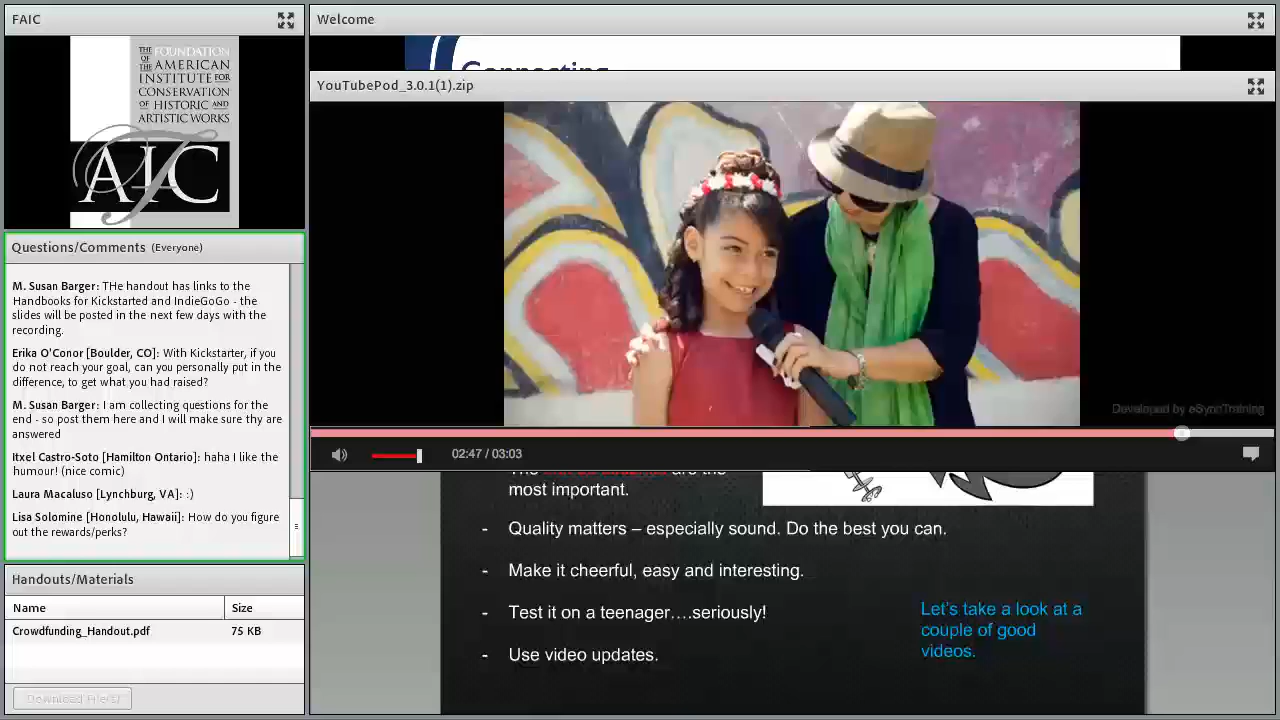 FAIC
THE FOUNDATION
OF THE
AMERICAN
INSTITUTE FOR
CONSERVATION
OF HISTORIC AND
ARTISTIC WORKS
AIC
Questions/Comments (Everyone)
M. Susan Barger: THe handout has links to the
Handbooks for Kickstarted and IndieGoGo - the
slides will be posted in the next few days with the
recording.
Erika O'Conor [Boulder, CO]: With Kickstarter, if you
do not reach your goal, can you personally put in the
difference, to get what you had raised?
M. Susan Barger: I am collecting questions for the
end - so post them here and I will make sure thy are
answered
Itxel Castro-Soto [Hamilton Ontario]: haha I like the
humour! (nice comic)
Laura Macaluso [Lynchburg, VA]: :)
Lisa Solomine [Honolulu, Hawaii]: How do you figure
out the rewards/perks?
Handouts/Materials
Name Size
Crowdfunding_Handout.pdf 75 KB
Download File(s)
Welcome
Connecting
YouTubePod_3.0.1(1).zip
Developed by eSyncTraining
02:47 / 03:03
most important.
- Quality matters – especially sound. Do the best you can.
- Make it cheerful, easy and interesting.
- Test it on a teenager….seriously!
- Use video updates.
Let's take a look at a
couple of good
videos.